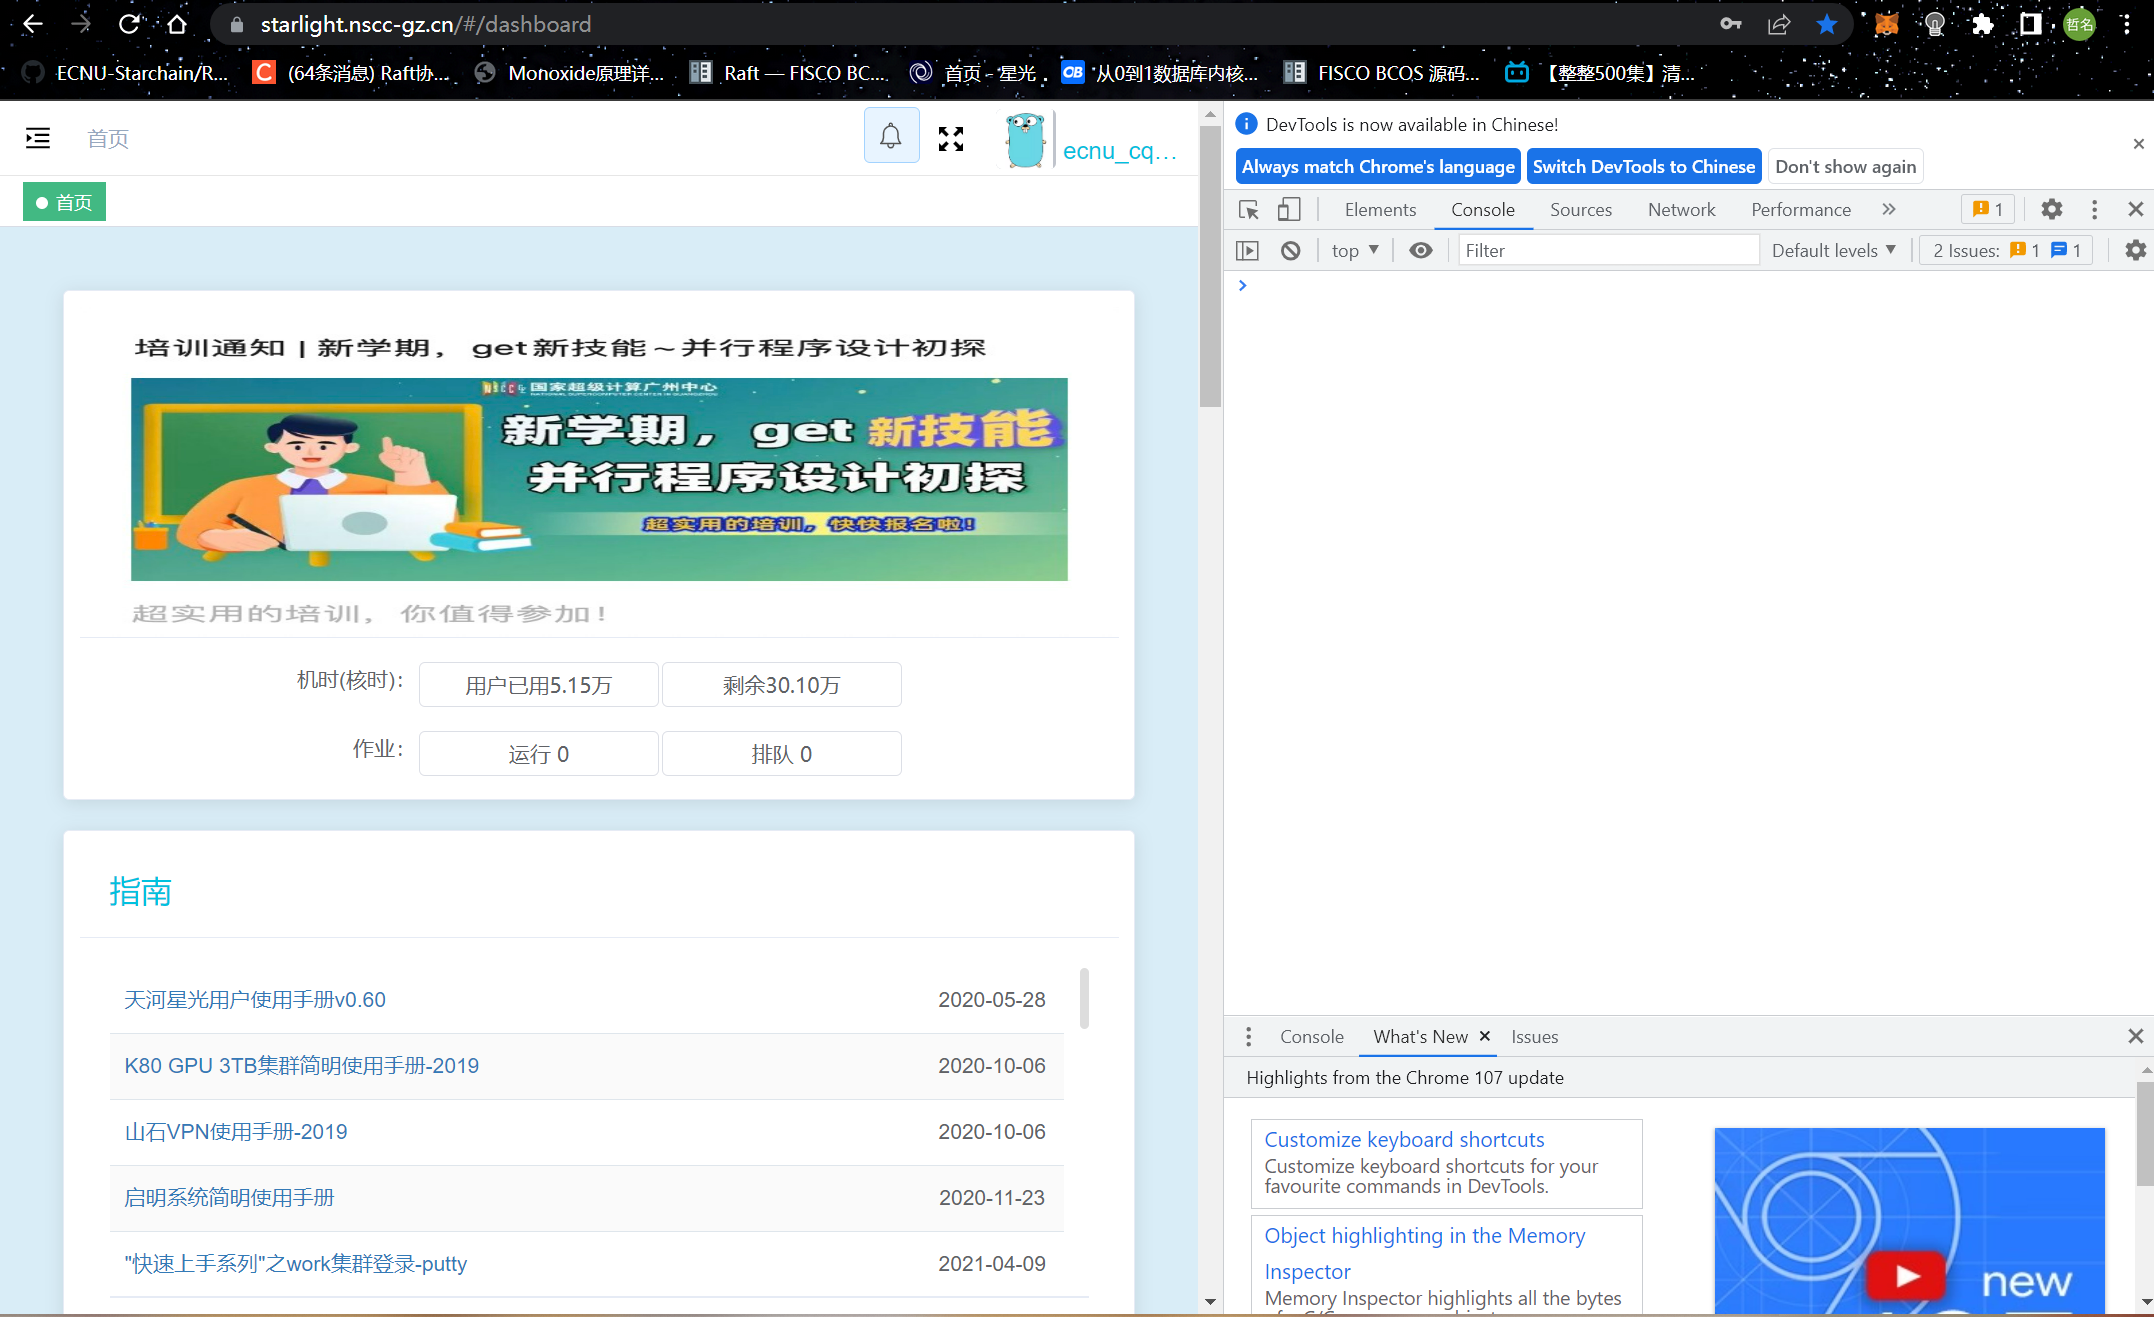 starlight.nscc-gz.cn/#/dashboard
哲名
ECNU-Starchain/R...
(64条消息) Raft协...
Monoxide原理详...
Raft — FISCO BC...
首页 - 星光
从0到1数据库内核...
FISCO BCOS 源码...
【整整500集】清...
首页
ecnu_cq...
首页
培训通知 | 新学期，get新技能~并行程序设计初探
国家超级计算广州中心
NATIONAL SUPERCOMPUTER CENTER IN GUANGZHOU
新学期，get新技能
并行程序设计初探
超实用的培训，快快报名啦！
超实用的培训，你值得参加！
机时(核时)： 用户已用5.15万 剩余30.10万
作业： 运行 0 排队 0
指南
天河星光用户使用手册v0.60 2020-05-28
K80 GPU 3TB集群简明使用手册-2019 2020-10-06
山石VPN使用手册-2019 2020-10-06
启明系统简明使用手册 2020-11-23
"快速上手系列"之work集群登录-putty 2021-04-09
DevTools is now available in Chinese!
Always match Chrome's language Switch DevTools to Chinese Don't show again
Elements Console Sources Network Performance 1
top Filter Default levels 2 Issues: 1 1
Console What's New Issues
Highlights from the Chrome 107 update
Customize keyboard shortcuts
Customize keyboard shortcuts for your
favourite commands in DevTools.
Object highlighting in the Memory
Inspector
Memory Inspector highlights all the bytes
new